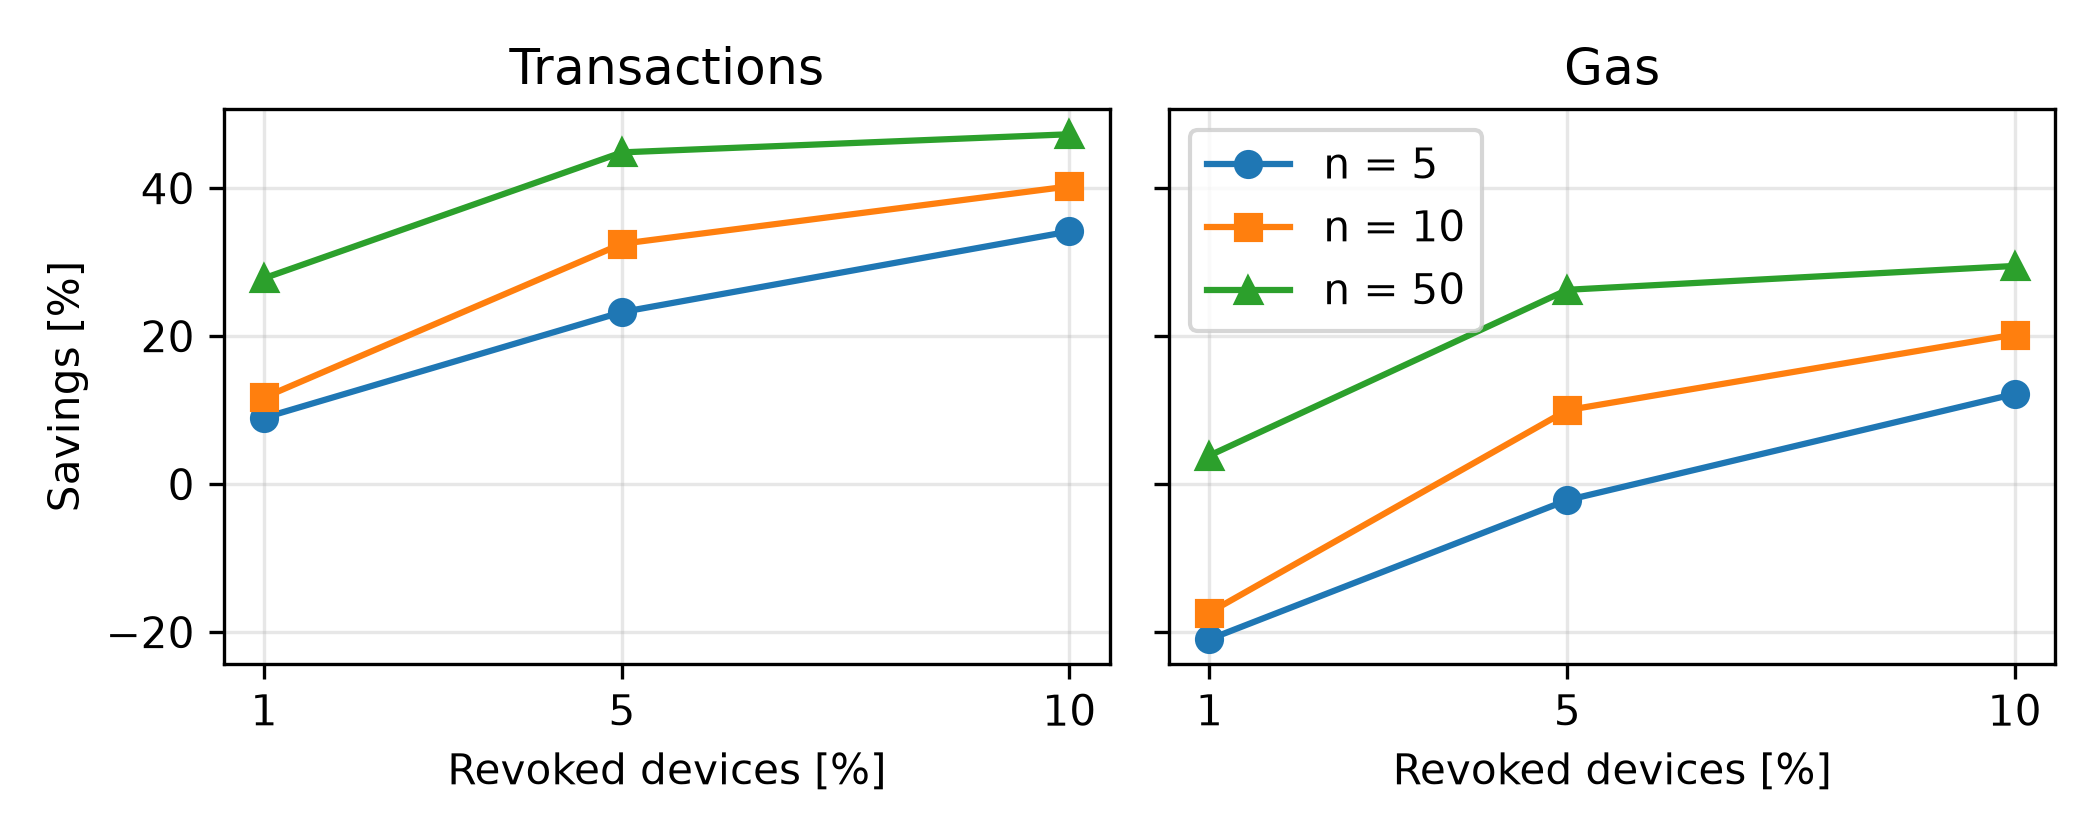 Transactions
Savings [%]
40
20
0
−20
1 5 10
Revoked devices [%]
Gas
n = 5
n = 10
n = 50
1 5 10
Revoked devices [%]